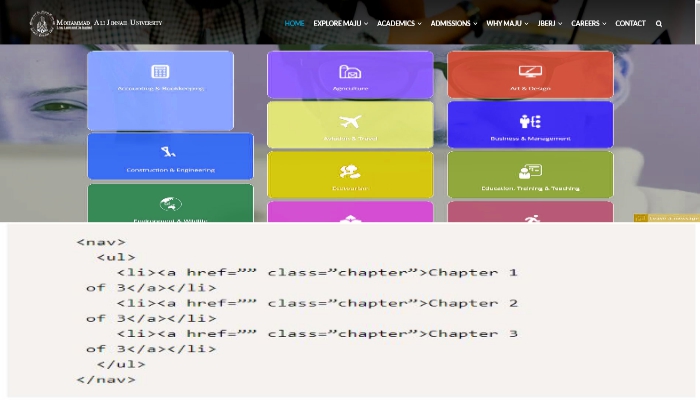 MOHAMMAD ALI JINNAH UNIVERSITY
HOME EXPLORE MAJU ACADEMICS ADMISSIONS WHY MAJU JBERJ CAREERS CONTACT
Accounting & Bookkeeping
Agriculture
Art & Design
Aviation & Travel
Business & Management
Construction & Engineering
Education, Training & Teaching
Environment & Wildlife
<nav>
<ul>
<li><a href=”” class=”chapter”>Chapter 1
of 3</a></li>
<li><a href=”” class=”chapter”>Chapter 2
of 3</a></li>
<li><a href=”” class=”chapter”>Chapter 3
of 3</a></li>
</ul>
</nav>